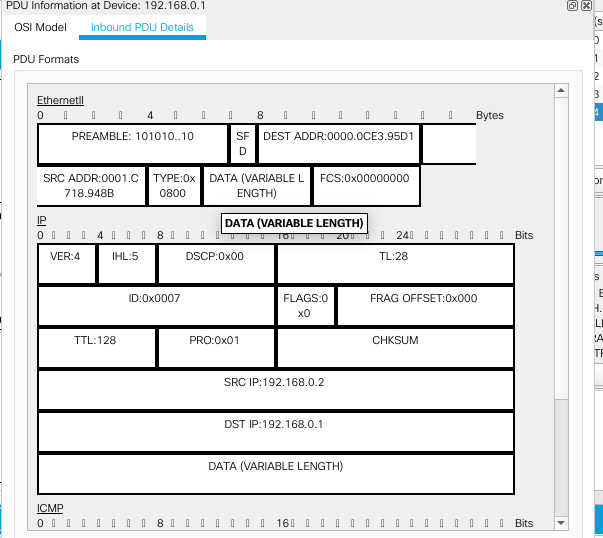 PDU Information at Device: 192.168.0.1
OSI Model Inbound PDU Details
PDU Formats
EthernetII
0 4 8 Bytes
PREAMBLE: 101010..10 SF DEST ADDR:0000.0CE3.95D1
D
SRC ADDR:0001.C TYPE:0x DATA (VARIABLE L FCS:0x00000000
718.948B 0800 ENGTH)
DATA (VARIABLE LENGTH)
IP
0 4 8 16 20 24 Bits
VER:4 IHL:5 DSCP:0x00 TL:28
ID:0x0007 FLAGS:0 FRAG OFFSET:0x000
x0
TTL:128 PRO:0x01 CHKSUM
SRC IP:192.168.0.2
DST IP:192.168.0.1
DATA (VARIABLE LENGTH)
ICMP
0 4 8 16 Bits